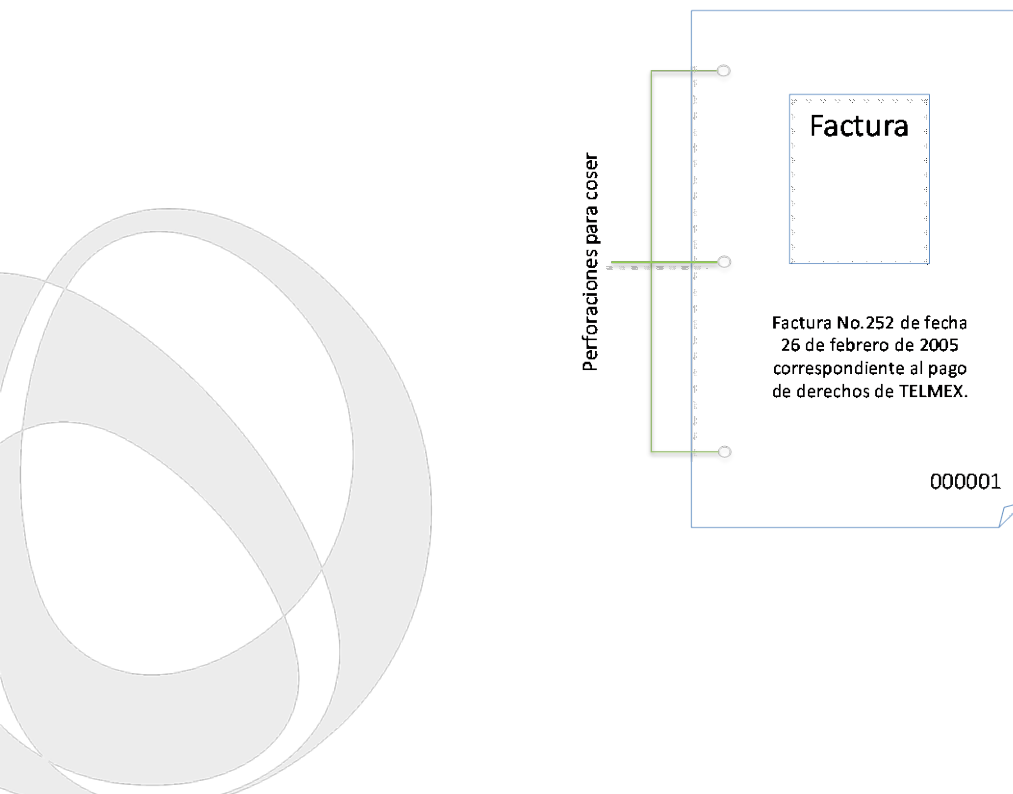 Perforaciones para coser
Factura
Factura No.252 de fecha
26 de febrero de 2005
correspondiente al pago
de derechos de TELMEX.
000001